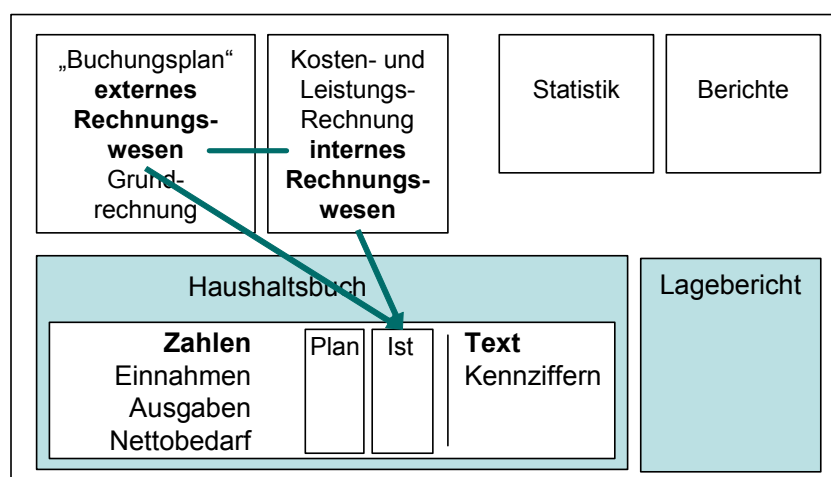 „Buchungsplan“
externes
Rechnungs-
wesen
Grund-
rechnung
Kosten- und
Leistungs-
Rechnung
internes
Rechnungs-
wesen
Statistik
Berichte
Haushaltsbuch
Zahlen
Einnahmen
Ausgaben
Nettobedarf
Plan
Ist
Text
Kennziffern
Lagebericht